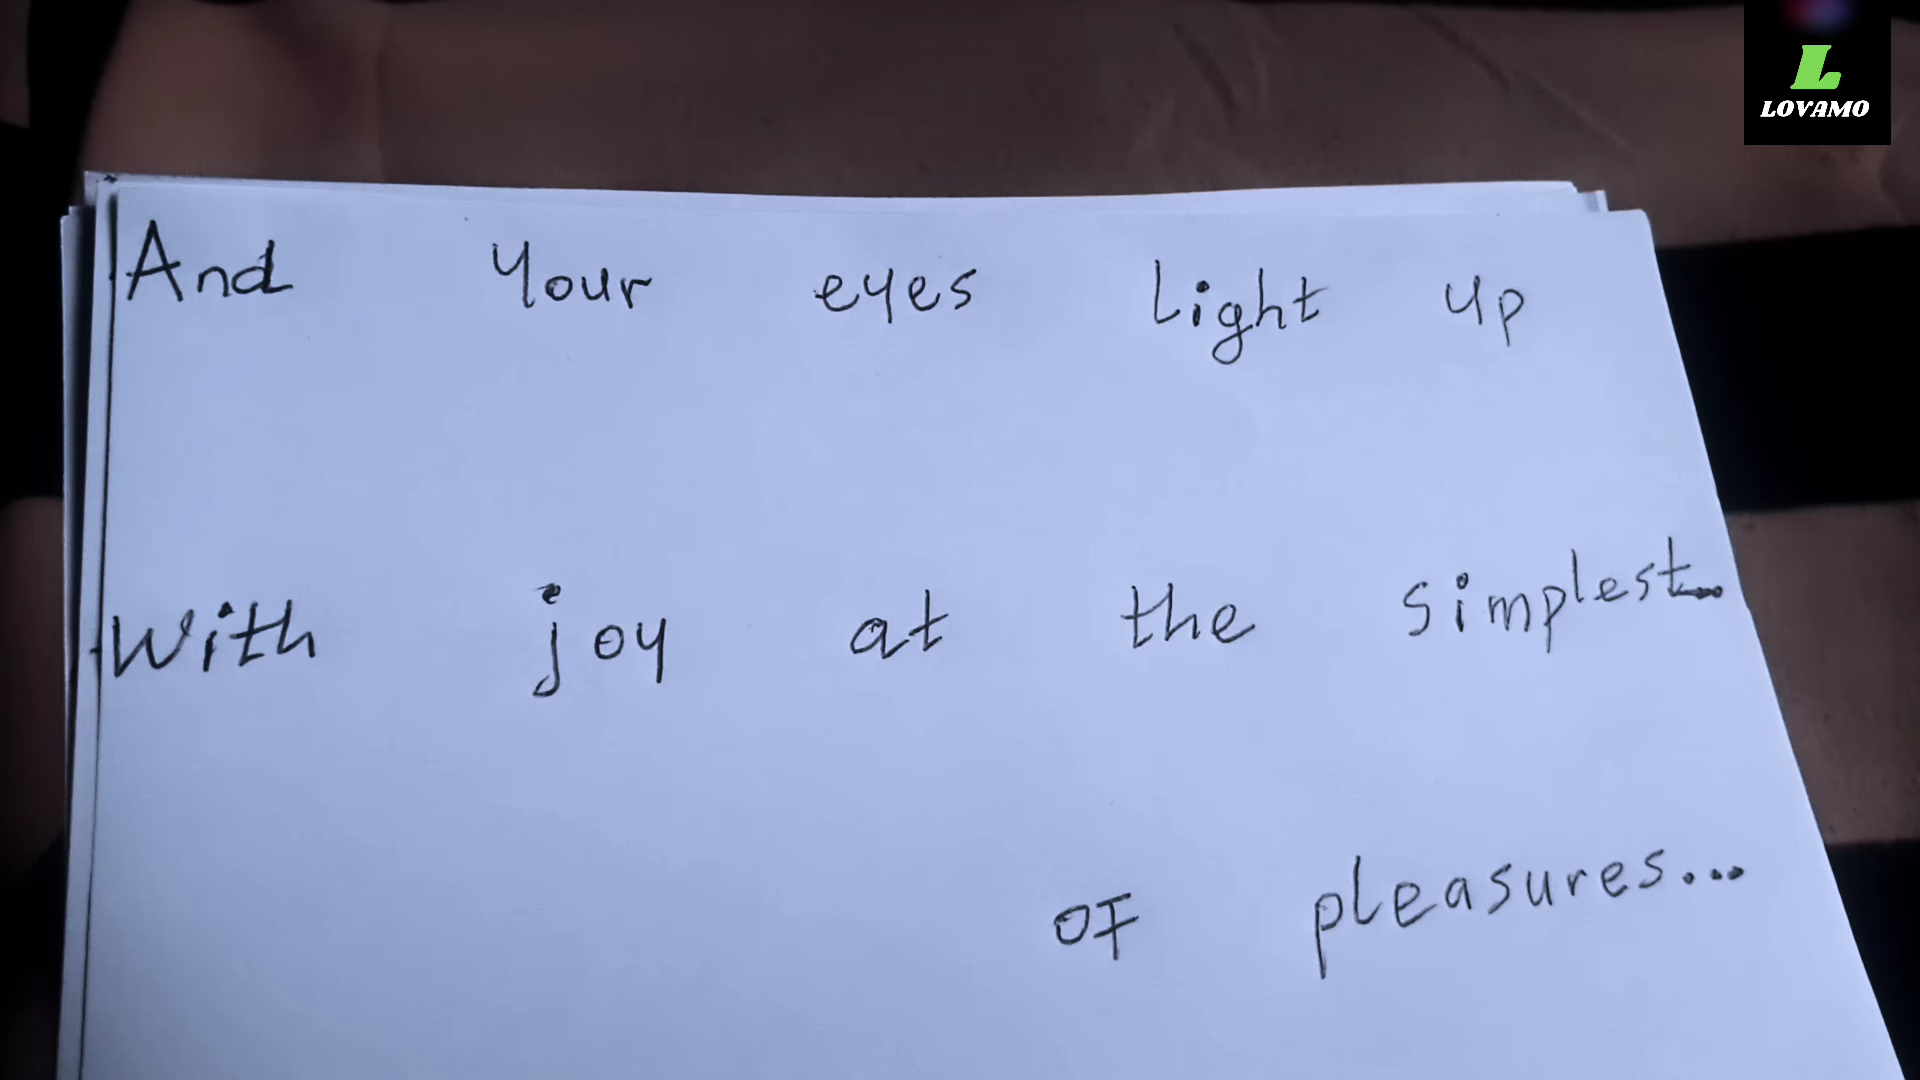 L
LOVAMO
And your eyes light up
With joy at the simplest...
OF pleasures...